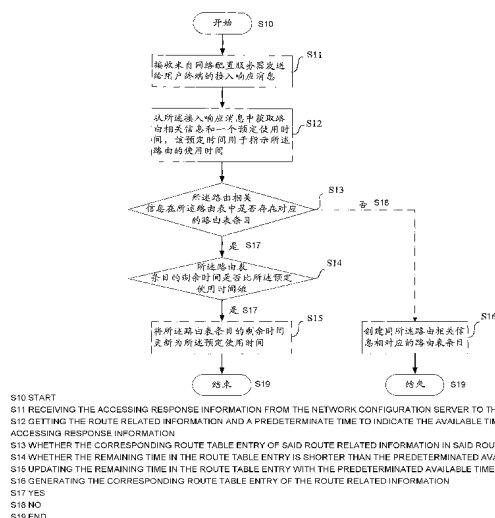 开始 S10
S11
接收来自网络配置服务器发送
给用户终端的接入响应消息
S12
从所述接入响应消息中获取路
由相关信息和一个预定使用时
间，该预定时间用于指示所述
路由的使用时间
S13
所述路由相关
信息在所述路由表中是否存在对应
的路由表条目
否 S18
是 S17
S14
所述路由表
条目的剩余时间是否比所述预定
使用时间短
是 S17
S15
将所述路由表条目的剩余时间
更新为所述预定使用时间
S16
创建同所述路由相关信
息相对应的路由表条目
结束 S19
结束 S19
S10 START
S11 RECEIVING THE ACCESSING RESPONSE INFORMATION FROM THE NETWORK CONFIGURATION SERVER TO TH
S12 GETTING THE ROUTE RELATED INFORMATION AND A PREDETERMINATE TIME TO INDICATE THE AVAILABLE TIM
ACCESSING RESPONSE INFORMATION
S13 WHETHER THE CORRESPONDING ROUTE TABLE ENTRY OF SAID ROUTE RELATED INFORMATION IN SAID ROU
S14 WHETHER THE REMAINING TIME IN THE ROUTE TABLE ENTRY IS SHORTER THAN THE PREDETERMINATED AVA
S15 UPDATING THE REMAINING TIME IN THE ROUTE TABLE ENTRY WITH THE PREDETERMINATED AVAILABLE TIME
S16 GENERATING THE CORRESPONDING ROUTE TABLE ENTRY OF THE ROUTE RELATED INFORMATION
S17 YES
S18 NO
S19 END